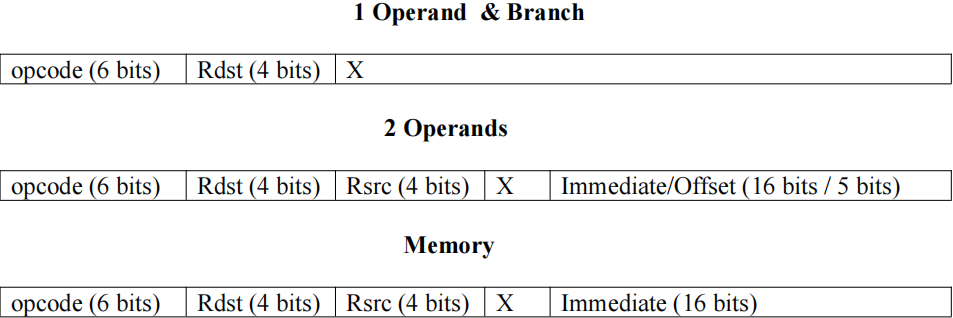 1 Operand & Branch
opcode (6 bits) Rdst (4 bits) X
2 Operands
opcode (6 bits) Rdst (4 bits) Rsrc (4 bits) X Immediate/Offset (16 bits / 5 bits)
Memory
opcode (6 bits) Rdst (4 bits) Rsrc (4 bits) X Immediate (16 bits)